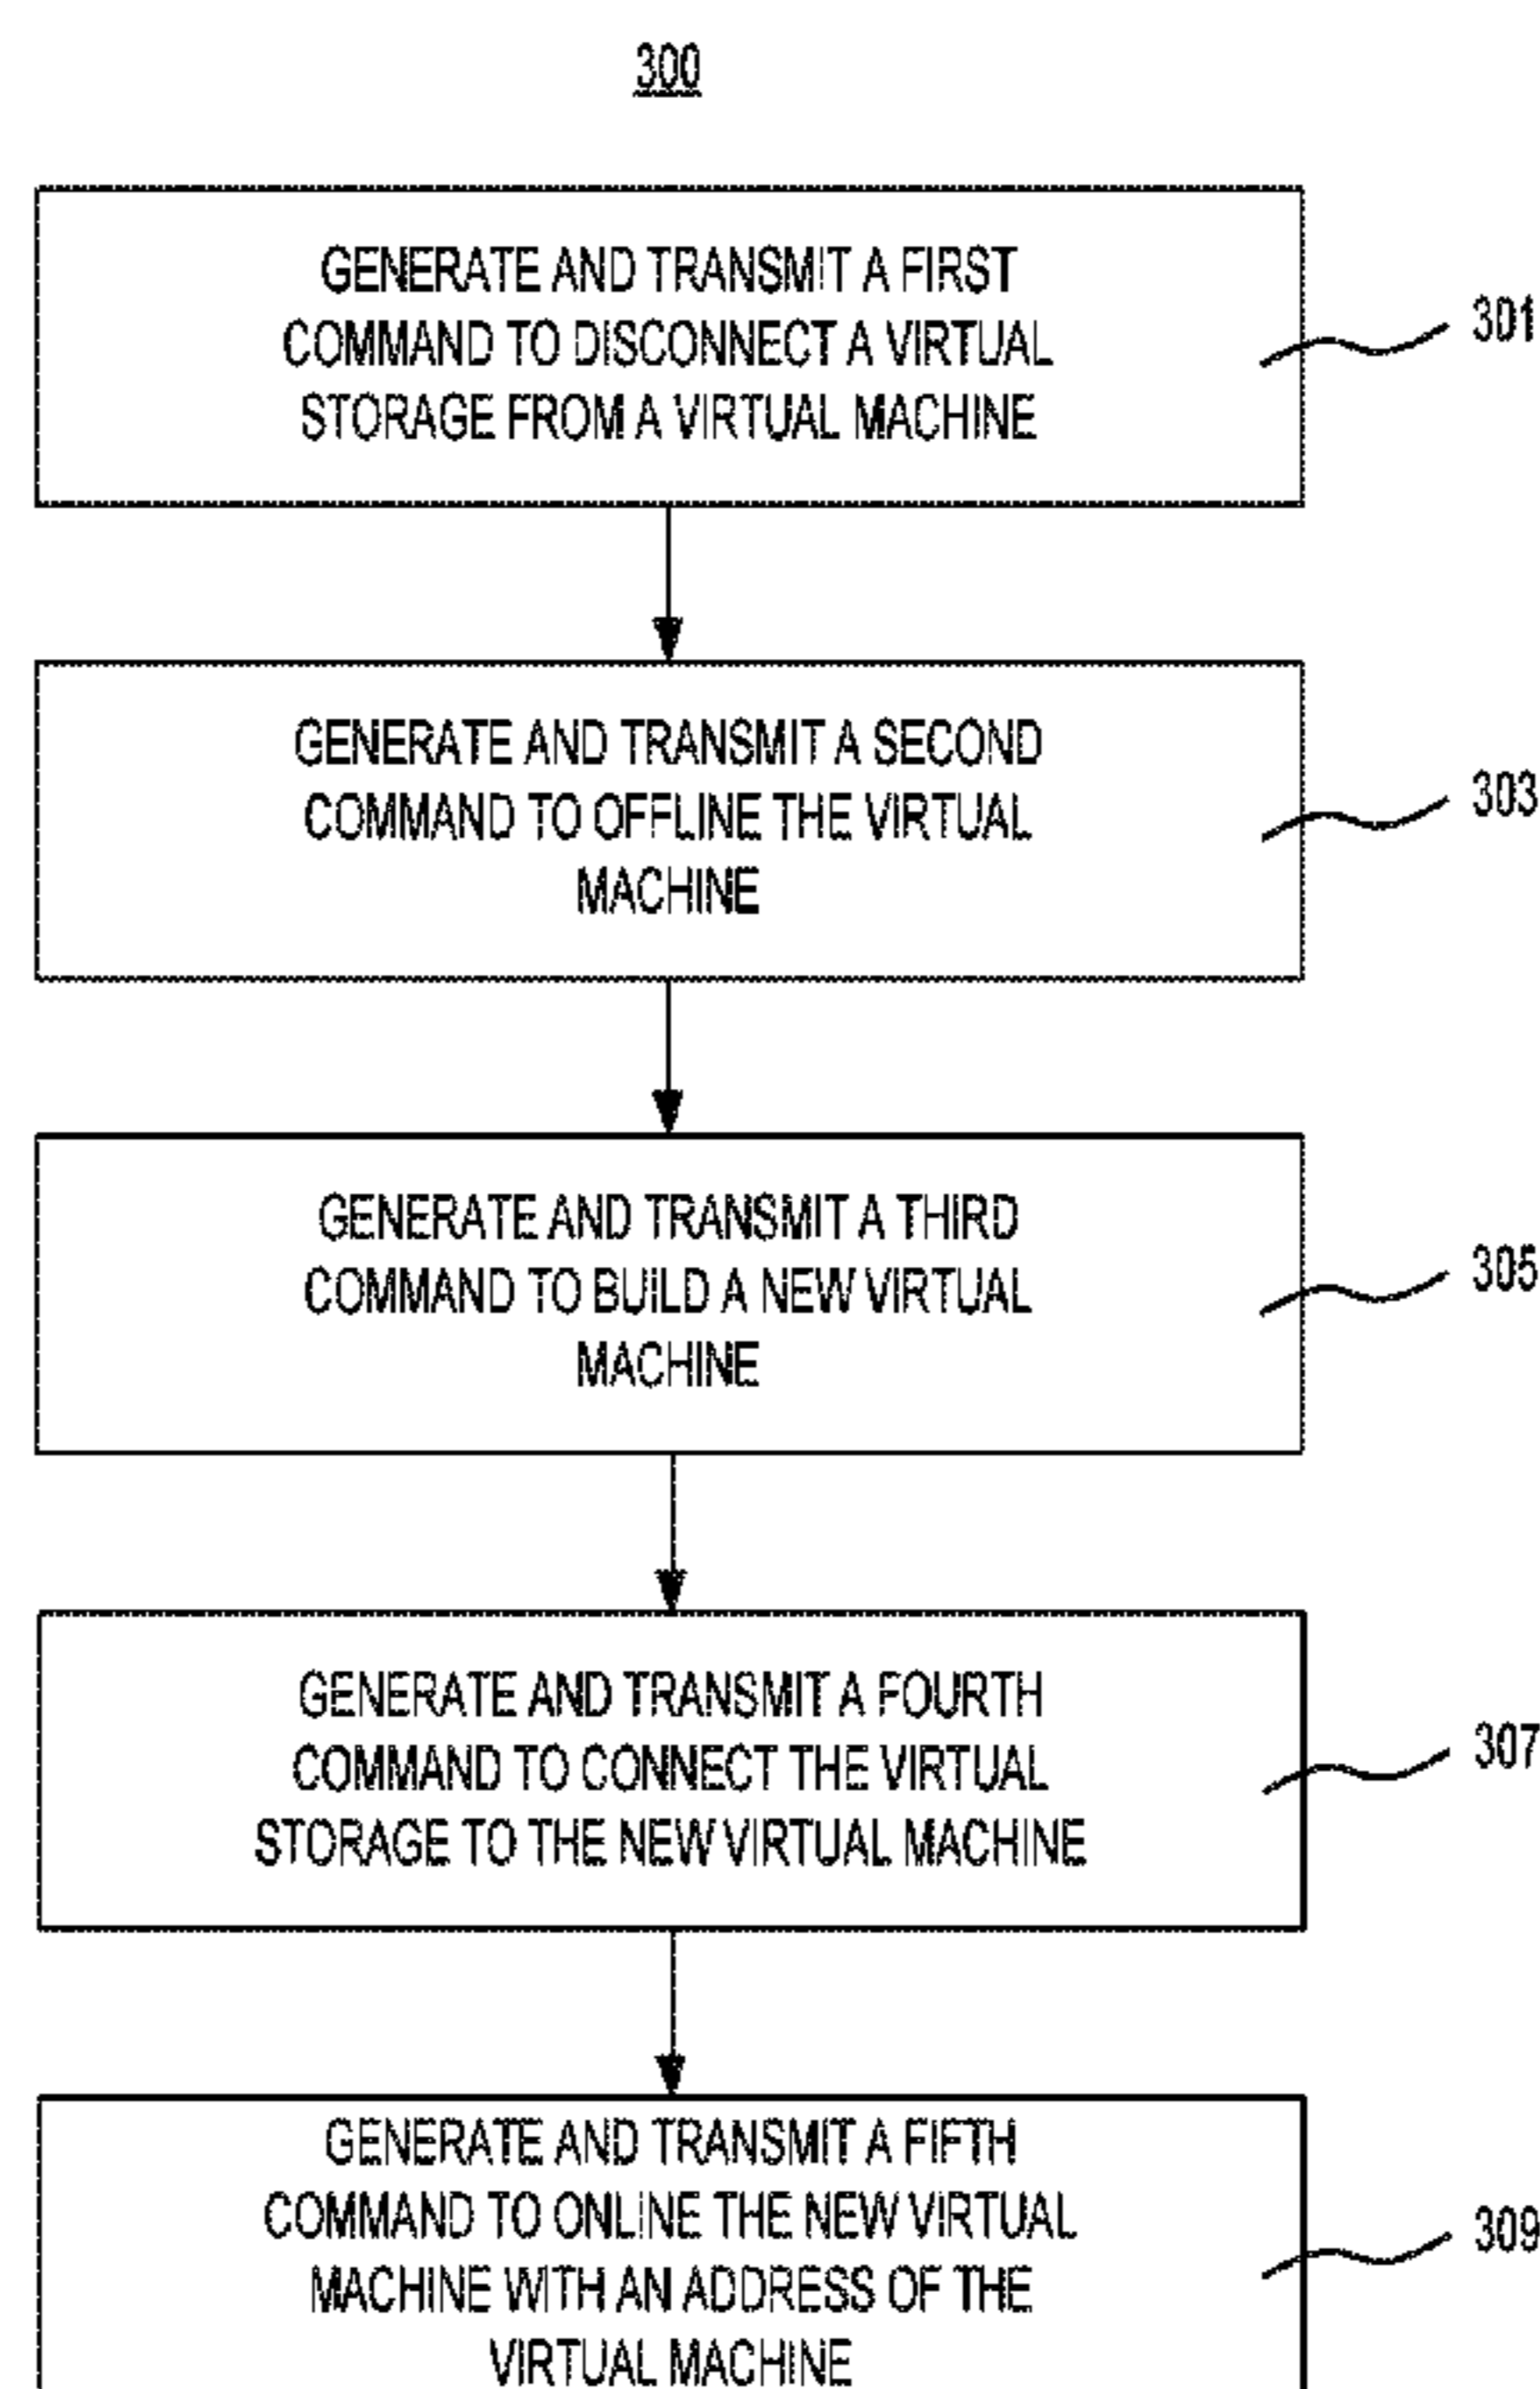 300
GENERATE AND TRANSMIT A FIRST
COMMAND TO DISCONNECT A VIRTUAL
STORAGE FROM A VIRTUAL MACHINE
301
GENERATE AND TRANSMIT A SECOND
COMMAND TO OFFLINE THE VIRTUAL
MACHINE
303
GENERATE AND TRANSMIT A THIRD
COMMAND TO BUILD A NEW VIRTUAL
MACHINE
305
GENERATE AND TRANSMIT A FOURTH
COMMAND TO CONNECT THE VIRTUAL
STORAGE TO THE NEW VIRTUAL MACHINE
307
GENERATE AND TRANSMIT A FIFTH
COMMAND TO ONLINE THE NEW VIRTUAL
MACHINE WITH AN ADDRESS OF THE
VIRTUAL MACHINE
309